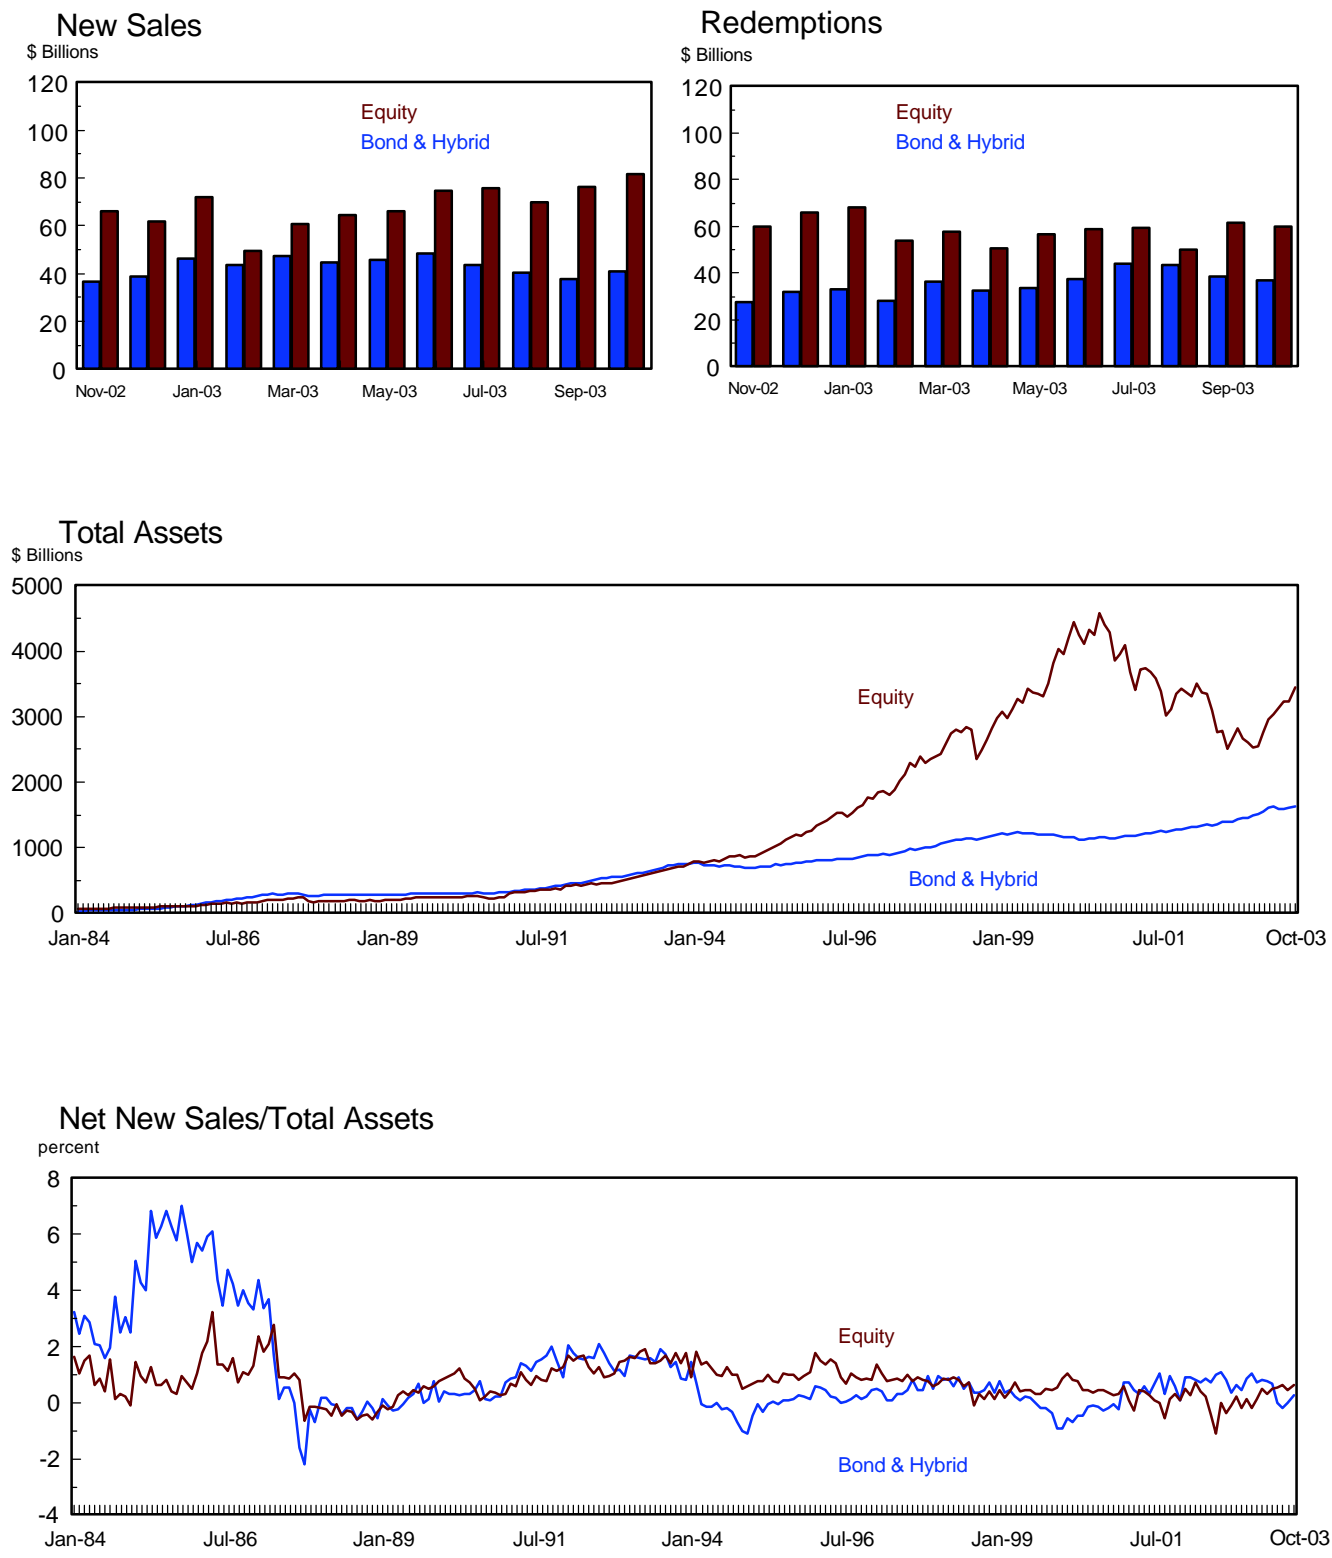 New Sales
$ Billions
120
100
80
60
40
20
0
Equity
Bond & Hybrid
Nov-02 Jan-03 Mar-03 May-03 Jul-03 Sep-03
Redemptions
$ Billions
120
100
80
60
40
20
0
Equity
Bond & Hybrid
Nov-02 Jan-03 Mar-03 May-03 Jul-03 Sep-03
Total Assets
$ Billions
5000
4000
3000
2000
1000
0
Equity
Bond & Hybrid
Jan-84 Jul-86 Jan-89 Jul-91 Jan-94 Jul-96 Jan-99 Jul-01 Oct-03
Net New Sales/Total Assets
percent
8
6
4
2
0
-2
-4
Equity
Bond & Hybrid
Jan-84 Jul-86 Jan-89 Jul-91 Jan-94 Jul-96 Jan-99 Jul-01 Oct-03